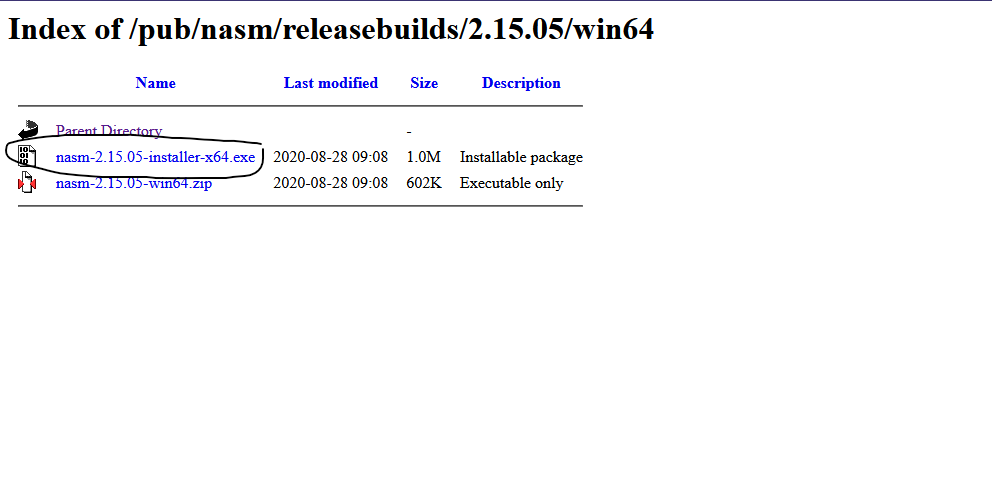 Index of /pub/nasm/releasebuilds/2.15.05/win64
Name Last modified Size Description
Parent Directory -
nasm-2.15.05-installer-x64.exe 2020-08-28 09:08 1.0M Installable package
nasm-2.15.05-win64.zip 2020-08-28 09:08 602K Executable only